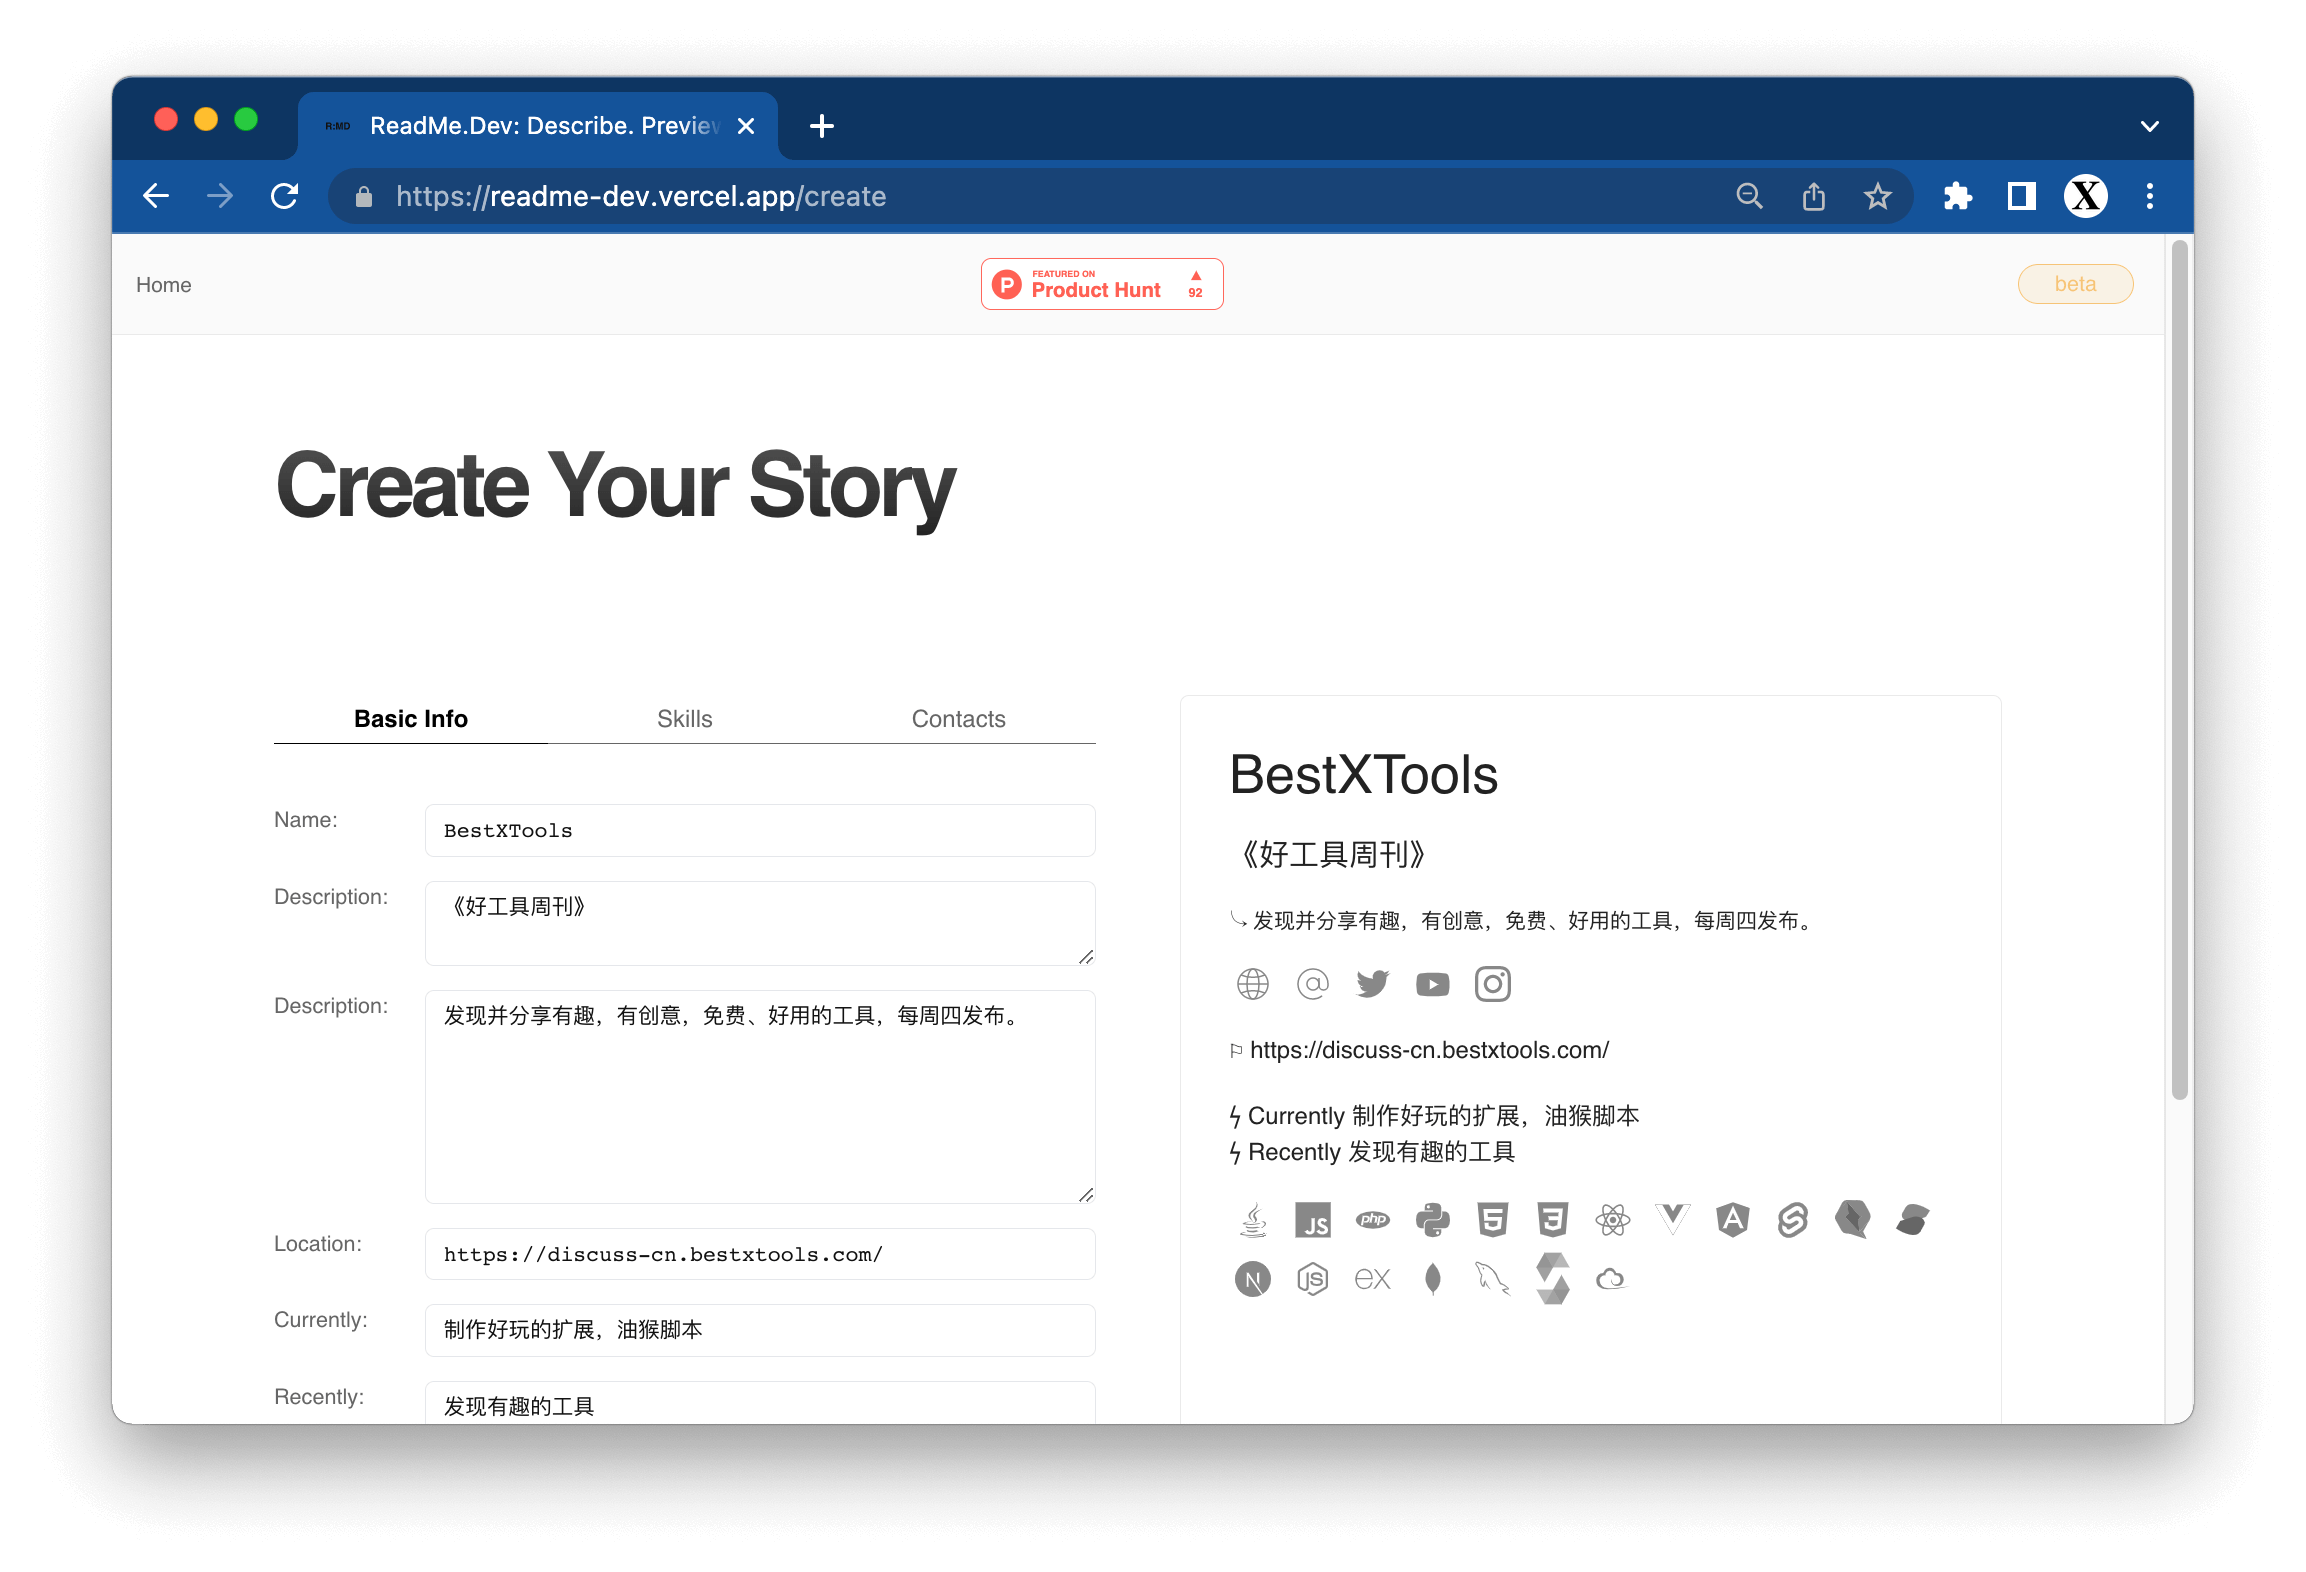 R:MD ReadMe.Dev: Describe. Preview
https://readme-dev.vercel.app/create
X
Home
FEATURED ON
Product Hunt
92
beta
Create Your Story
Basic Info
Skills
Contacts
Name:
BestXTools
Description:
《好工具周刊》
Description:
发现并分享有趣，有创意，免费、好用的工具，每周四发布。
Location:
https://discuss-cn.bestxtools.com/
Currently:
制作好玩的扩展，油猴脚本
Recently:
发现有趣的工具
BestXTools
《好工具周刊》
发现并分享有趣，有创意，免费、好用的工具，每周四发布。
https://discuss-cn.bestxtools.com/
Currently 制作好玩的扩展，油猴脚本
Recently 发现有趣的工具
JS php 5 3 A
N JS ex